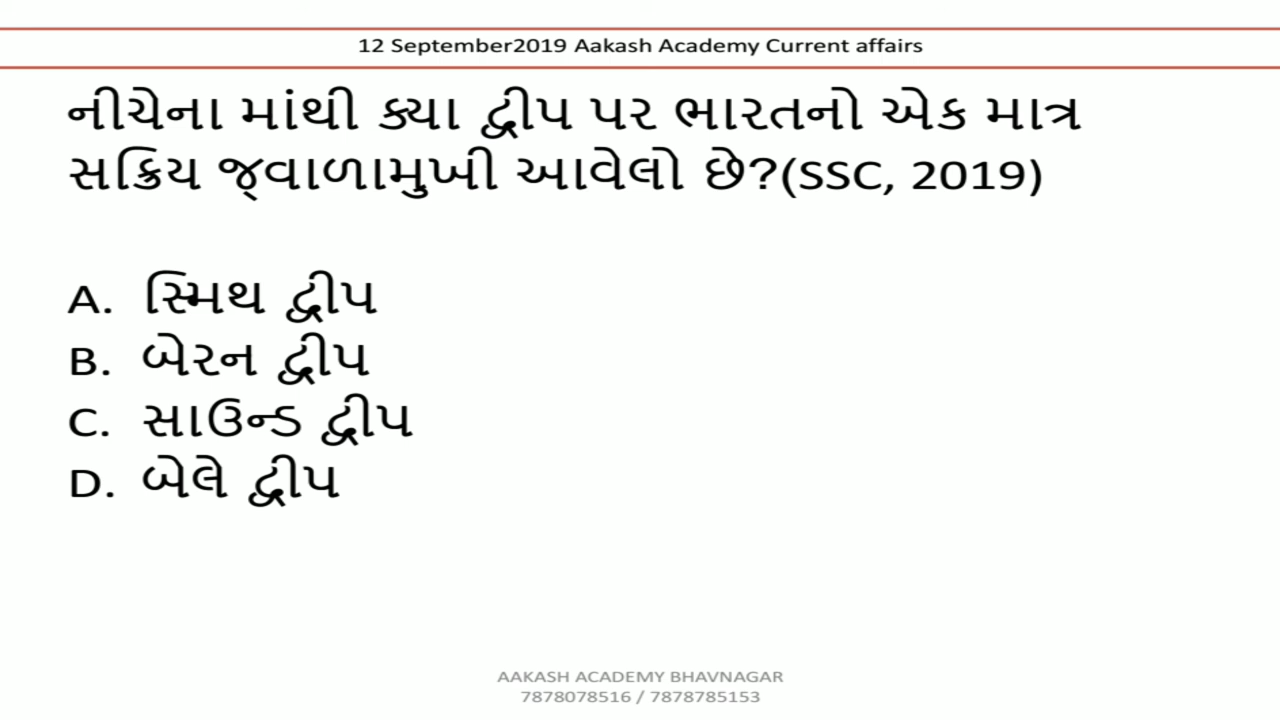 12 September2019 Aakash Academy Current affairs
નીચેના માંથી ક્યા દ્વીપ પર ભારતનો એક માત્ર
સક્રિય જ્વાળામુખી આવેલો છે?(SSC, 2019)
A. સ્મિથ દ્વીપ
B. બેરન દ્વીપ
C. સાઉન્ડ દ્વીપ
D. બેલે દ્વીપ
AAKASH ACADEMY BHAVNAGAR
7878078516 / 7878785153